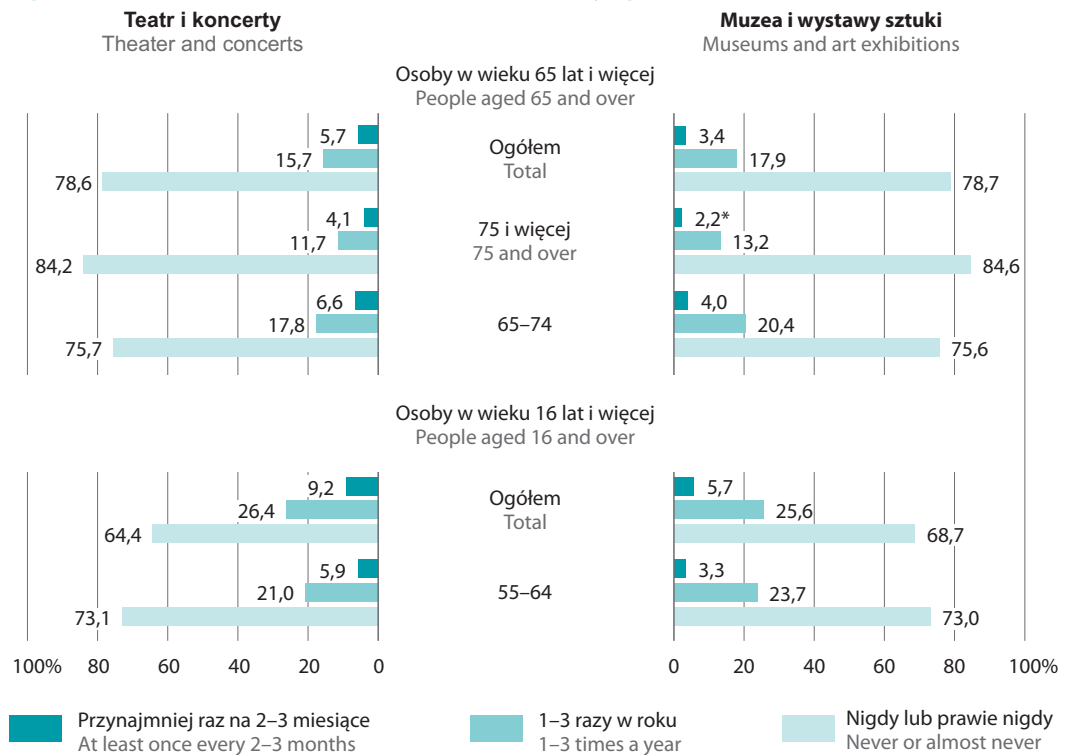 Teatr i koncerty
Theater and concerts
Muzea i wystawy sztuki
Museums and art exhibitions
Osoby w wieku 65 lat i więcej
People aged 65 and over
5,7
15,7
78,6
Ogółem
Total
3,4
17,9
78,7
4,1
11,7
84,2
75 i więcej
75 and over
2,2*
13,2
84,6
6,6
17,8
75,7
65–74
4,0
20,4
75,6
Osoby w wieku 16 lat i więcej
People aged 16 and over
9,2
26,4
64,4
Ogółem
Total
5,7
25,6
68,7
5,9
21,0
73,1
55–64
3,3
23,7
73,0
100% 80 60 40 20 0
0 20 40 60 80 100%
Przynajmniej raz na 2–3 miesiące
At least once every 2–3 months
1–3 razy w roku
1–3 times a year
Nigdy lub prawie nigdy
Never or almost never